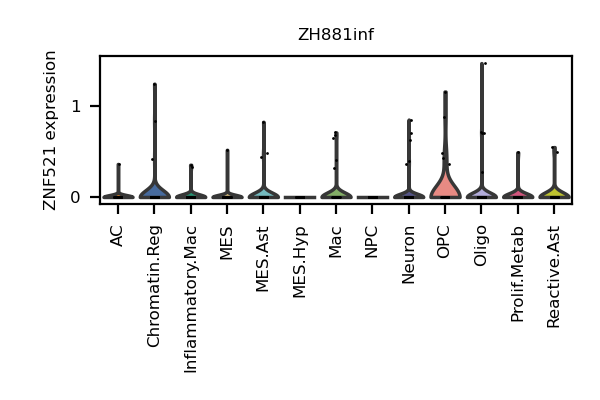 ZH881inf
ZNF521 expression
1
0
AC
Chromatin.Reg
Inflammatory.Mac
MES
MES.Ast
MES.Hyp
Mac
NPC
Neuron
OPC
Oligo
Prolif.Metab
Reactive.Ast